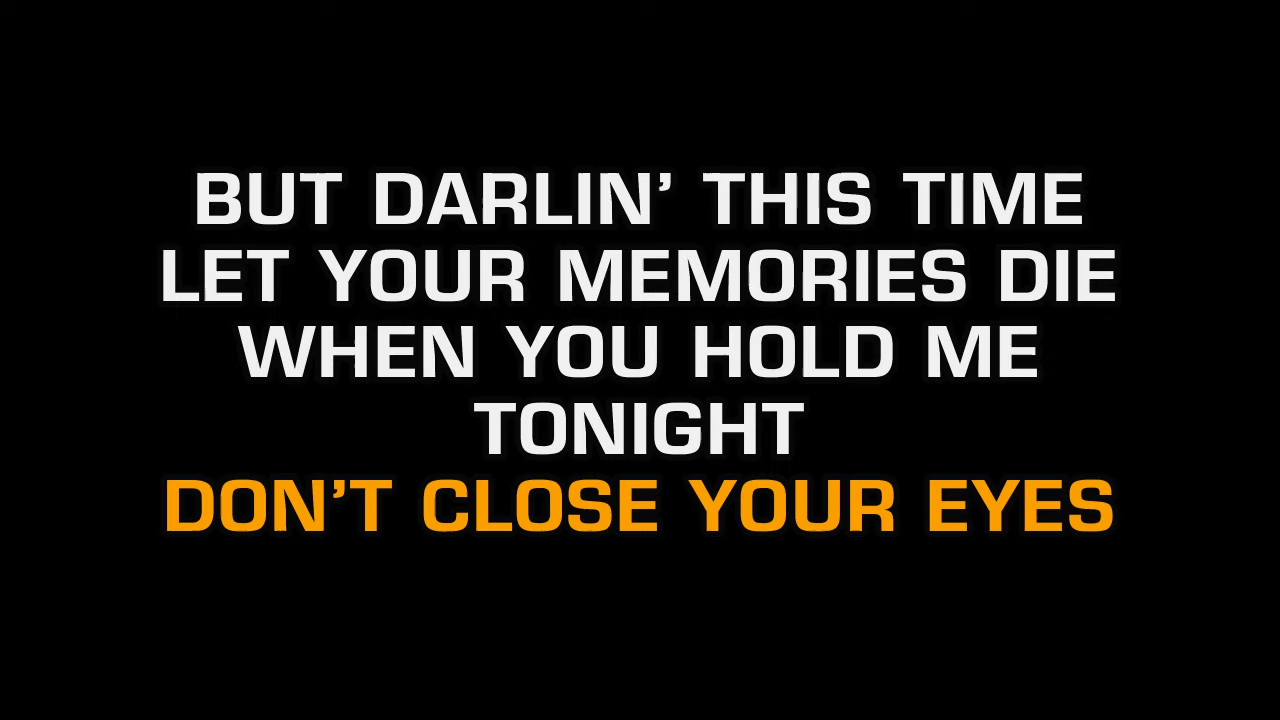 BUT DARLIN’ THIS TIME
LET YOUR MEMORIES DIE
WHEN YOU HOLD ME
TONIGHT
DON’T CLOSE YOUR EYES